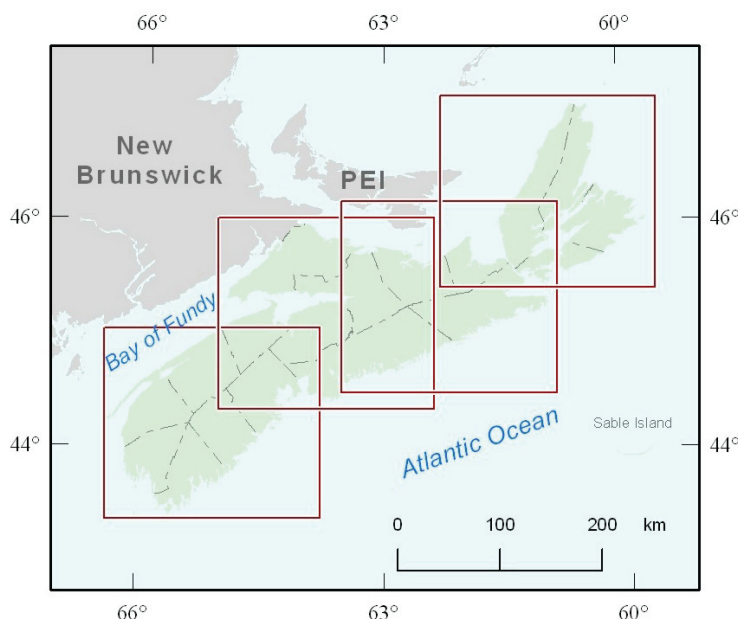 66° 63° 60°
New
Brunswick
PEI
46° 46°
Bay of Fundy
Atlantic Ocean
Sable Island
44° 44°
0 100 200 km
66° 63° 60°